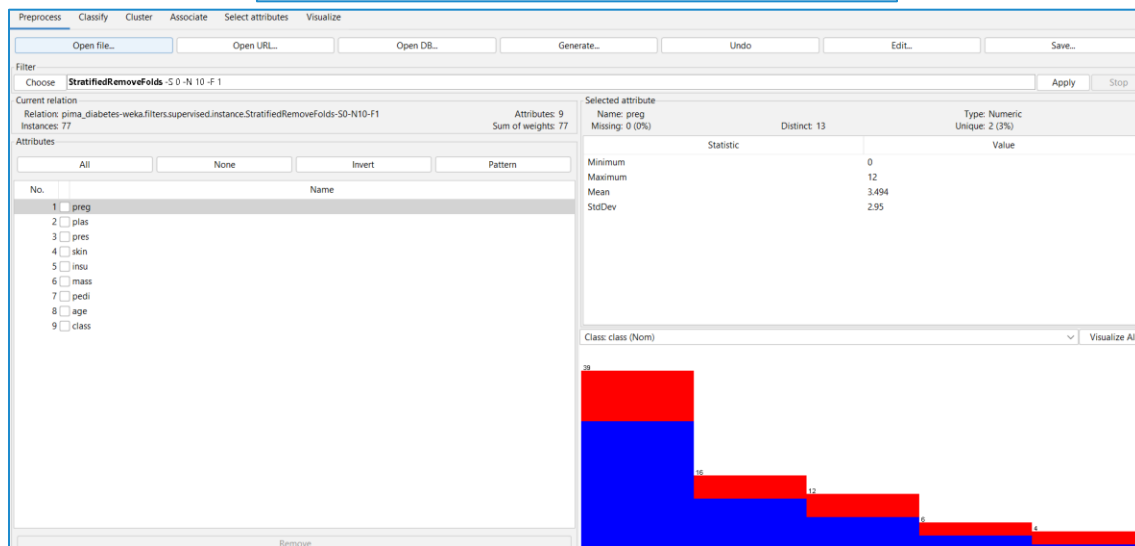 Preprocess Classify Cluster Associate Select attributes Visualize
Open file... Open URL... Open DB... Generate... Undo Edit... Save...
Filter
Choose StratifiedRemoveFolds -S 0 -N 10 -F 1 Apply Stop
Current relation
Relation: pima_diabetes-weka.filters.supervised.instance.StratifiedRemoveFolds-S0-N10-F1 Attributes: 9
Instances: 77 Sum of weights: 77
Attributes
All None Invert Pattern
No. Name
1 preg
2 plas
3 pres
4 skin
5 insu
6 mass
7 pedi
8 age
9 class
Remove
Selected attribute
Name: preg Type: Numeric
Missing: 0 (0%) Distinct: 13 Unique: 2 (3%)
Statistic Value
Minimum 0
Maximum 12
Mean 3.494
StdDev 2.95
Class: class (Nom) Visualize Al
39
16
12
6
4